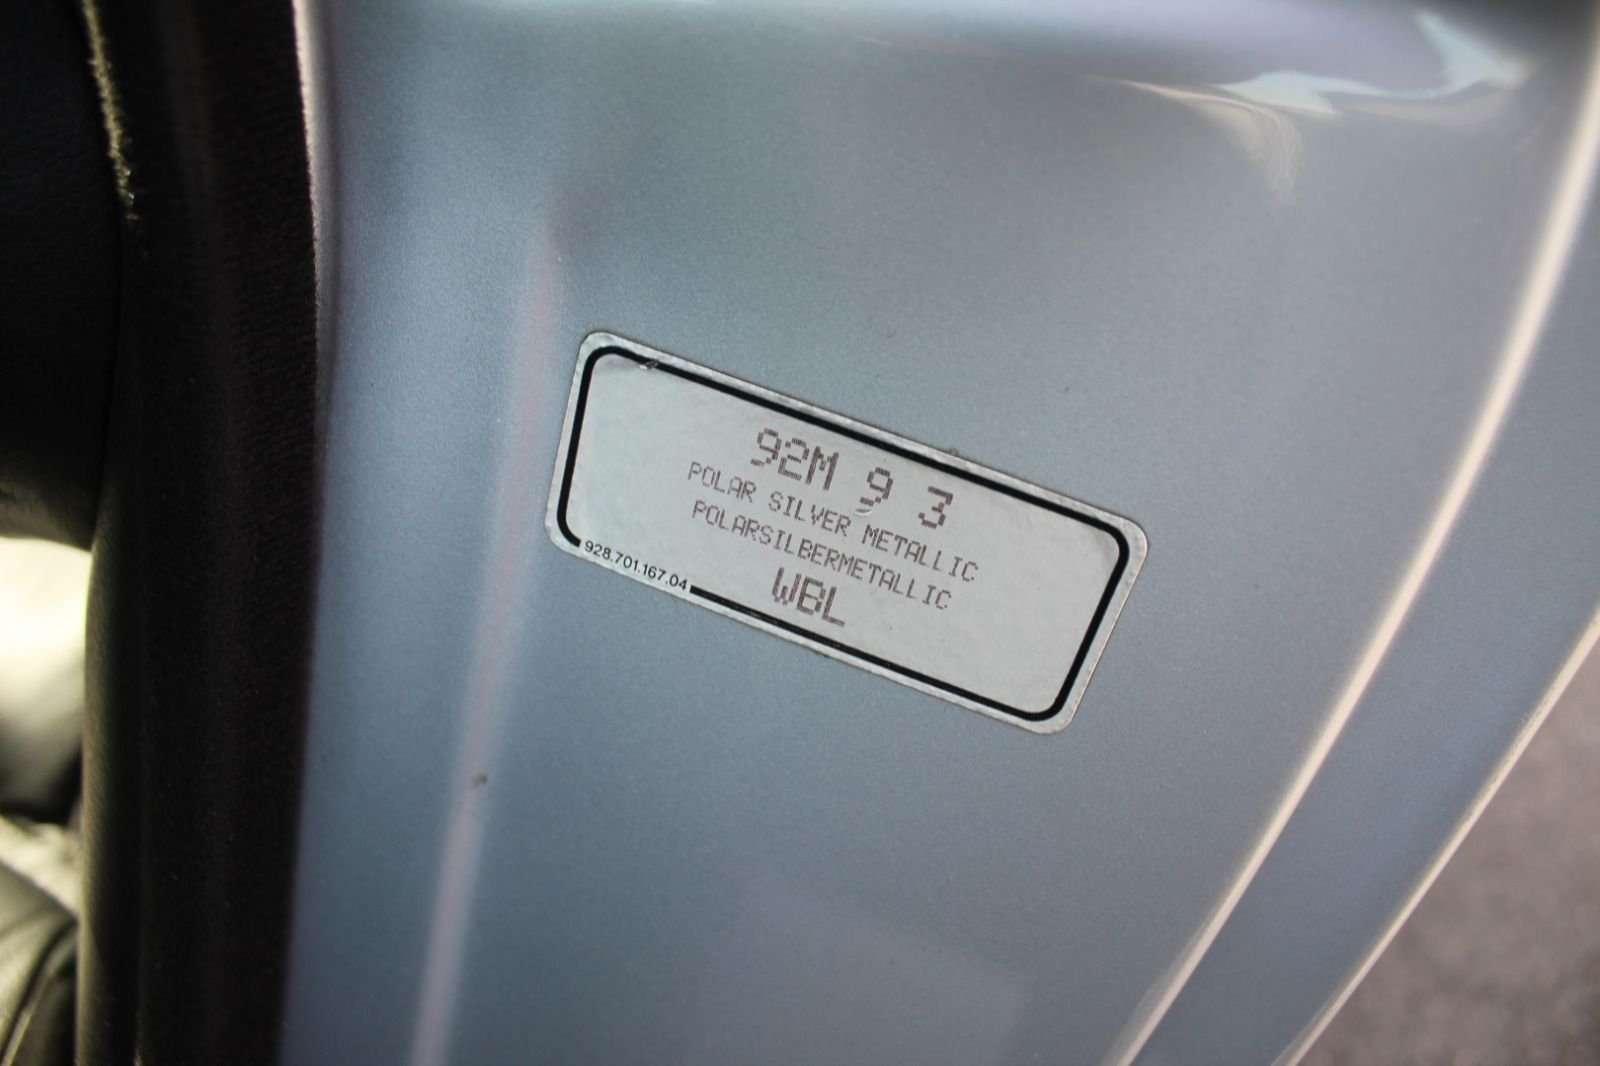 92M 9 3
POLAR SILVER METALLIC
POLARSILBERMETALLIC
WBL
928.701.167.04